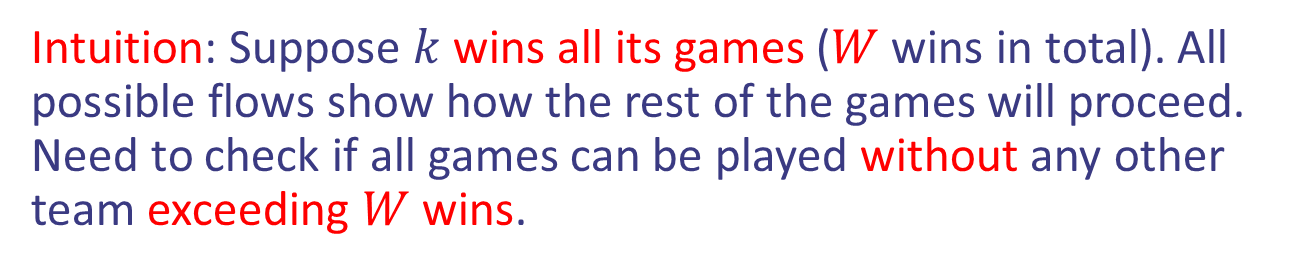 Intuition: Suppose k wins all its games (W wins in total). All
possible flows show how the rest of the games will proceed.
Need to check if all games can be played without any other
team exceeding W wins.